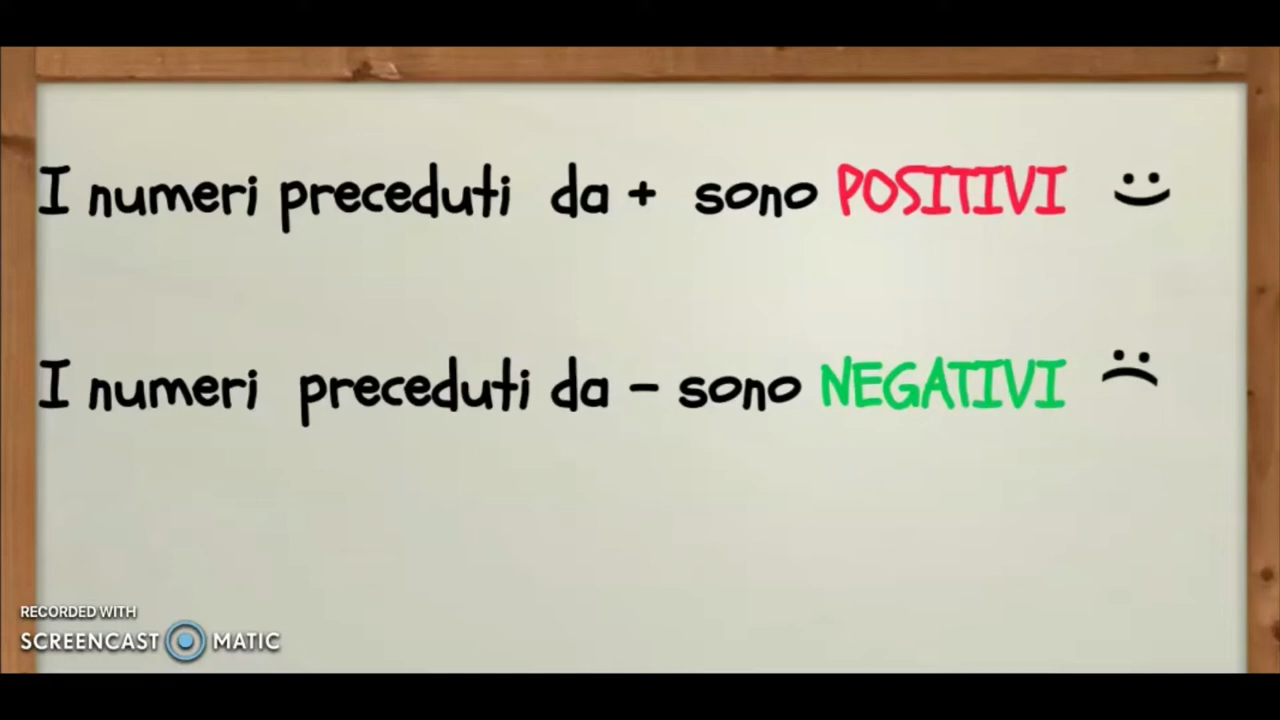 I numeri preceduti da + sono POSITIVI
I numeri preceduti da - sono NEGATIVI
RECORDED WITH
SCREENCAST MATIC